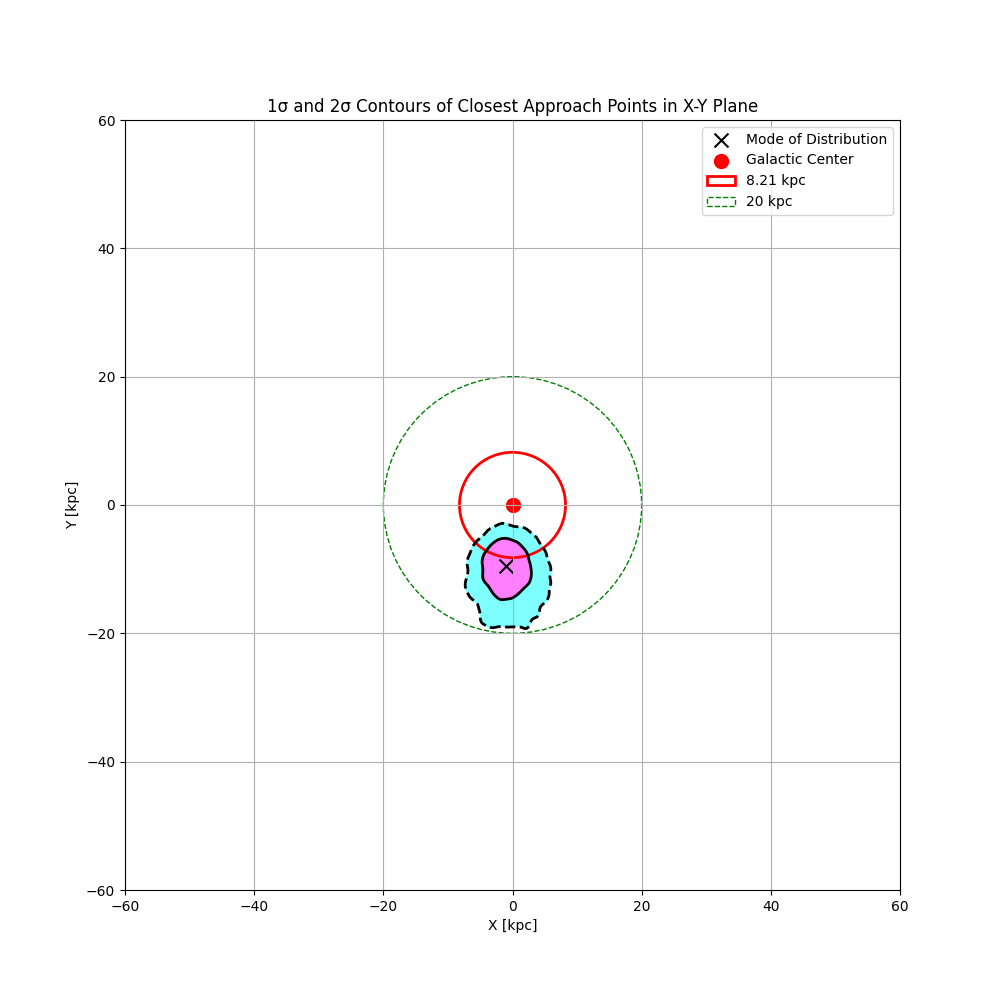 1σ and 2σ Contours of Closest Approach Points in X-Y Plane
60
40
20
0
−20
−40
−60
Y [kpc]
Mode of Distribution
Galactic Center
8.21 kpc
20 kpc
−60 −40 −20 0 20 40 60
X [kpc]